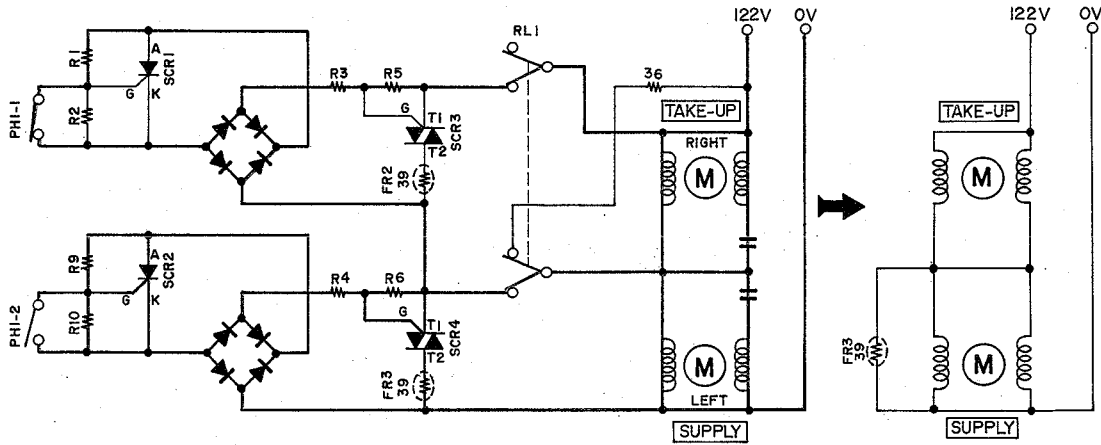 122V
0V
RL1
36
TAKE-UP
RIGHT
M
R1
R2
PH1-1
A
SCR1
G
K
R3
R5
G
T1
T2
SCR3
FR2
39
R9
R10
PH1-2
A
SCR2
G
K
R4
R6
G
T1
T2
SCR4
FR3
39
M
LEFT
SUPPLY
122V
0V
TAKE-UP
M
FR3
39
M
SUPPLY